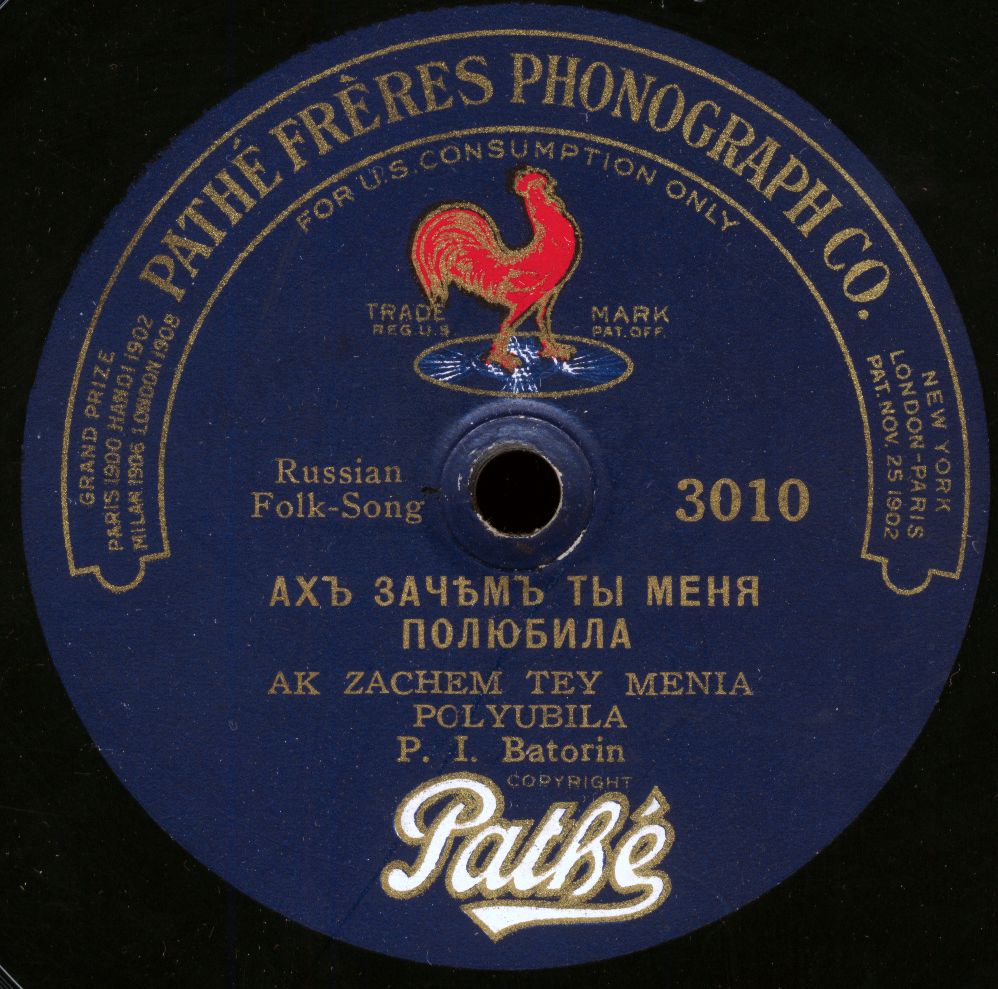 PATHÉ FRÈRES PHONOGRAPH CO.
FOR U.S. CONSUMPTION ONLY
TRADE MARK
REG. U.S. PAT. OFF.
GRAND PRIZE
PARIS 1900 HANOI 1902
MILAN 1906 LONDON 1908
NEW YORK
LONDON-PARIS
PAT. NOV. 25 1902
Russian
Folk-Song
3010
АХЪ ЗАЧѢМЪ ТЫ МЕНЯ
ПОЛЮБИЛА
AK ZACHEM TEY MENIA
POLYUBILA
P. I. Batorin
COPYRIGHT
Pathé